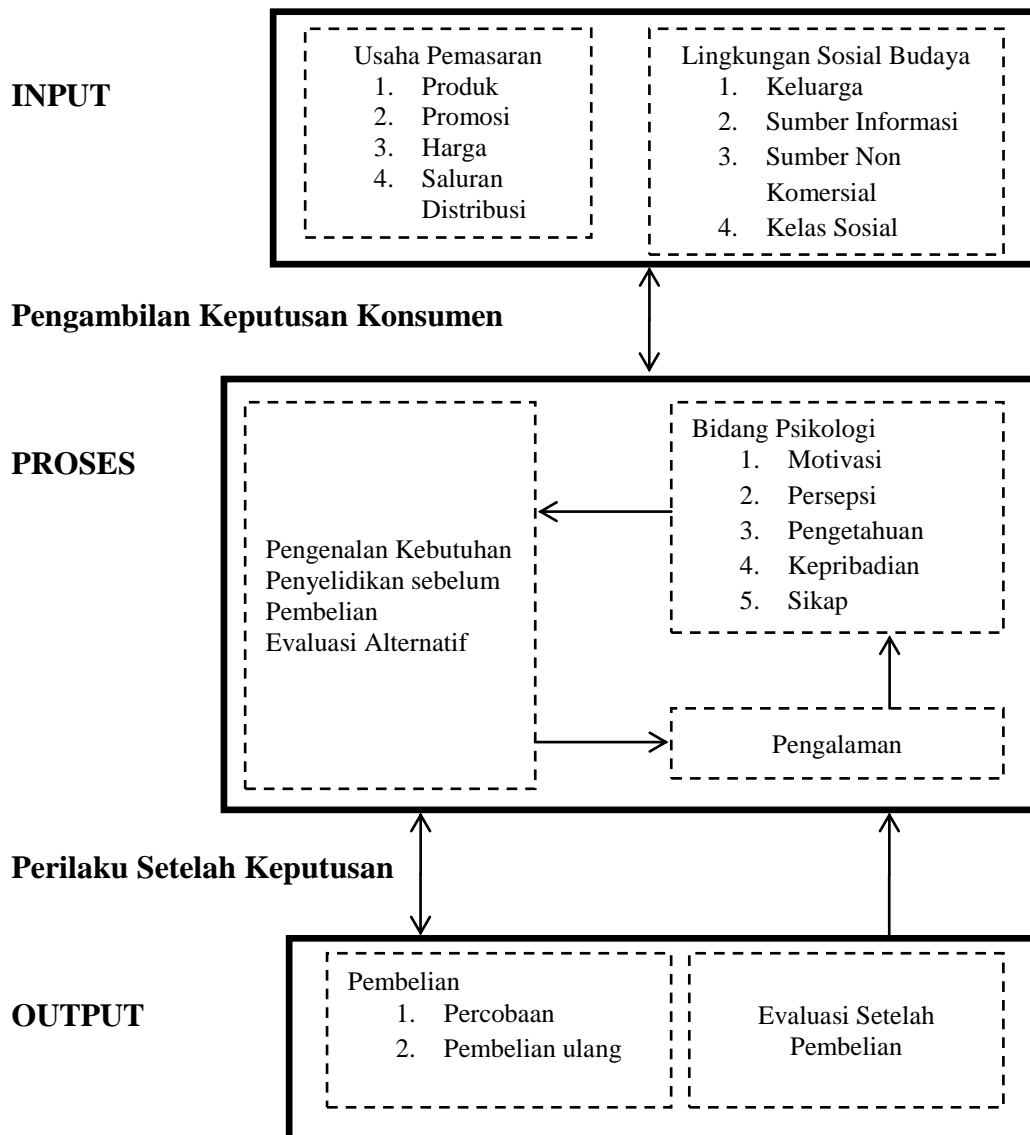 INPUT
Usaha Pemasaran
1. Produk
2. Promosi
3. Harga
4. Saluran
Distribusi
Lingkungan Sosial Budaya
1. Keluarga
2. Sumber Informasi
3. Sumber Non
Komersial
4. Kelas Sosial
Pengambilan Keputusan Konsumen
PROSES
Pengenalan Kebutuhan
Penyelidikan sebelum
Pembelian
Evaluasi Alternatif
Bidang Psikologi
1. Motivasi
2. Persepsi
3. Pengetahuan
4. Kepribadian
5. Sikap
Pengalaman
Perilaku Setelah Keputusan
OUTPUT
Pembelian
1. Percobaan
2. Pembelian ulang
Evaluasi Setelah
Pembelian